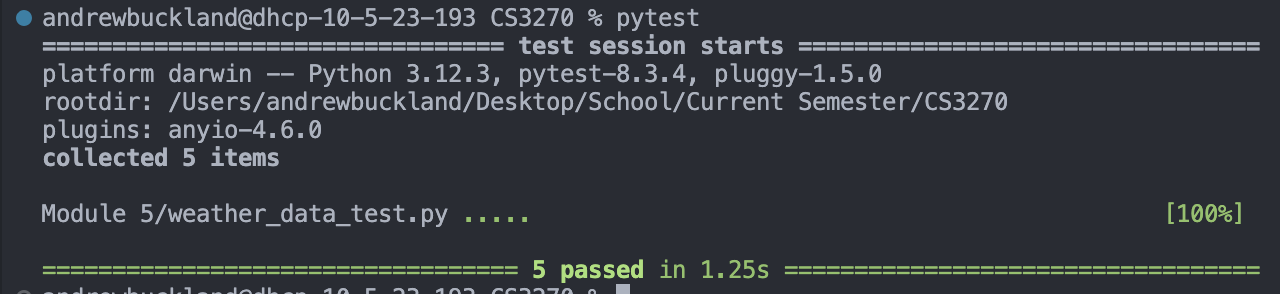 andrewbuckland@dhcp-10-5-23-193 CS3270 % pytest
================================= test session starts =================================
platform darwin -- Python 3.12.3, pytest-8.3.4, pluggy-1.5.0
rootdir: /Users/andrewbuckland/Desktop/School/Current Semester/CS3270
plugins: anyio-4.6.0
collected 5 items
Module 5/weather_data_test.py ..... [100%]
================================== 5 passed in 1.25s ==================================
andrewbuckland@dhcp-10-5-23-193 CS3270 %